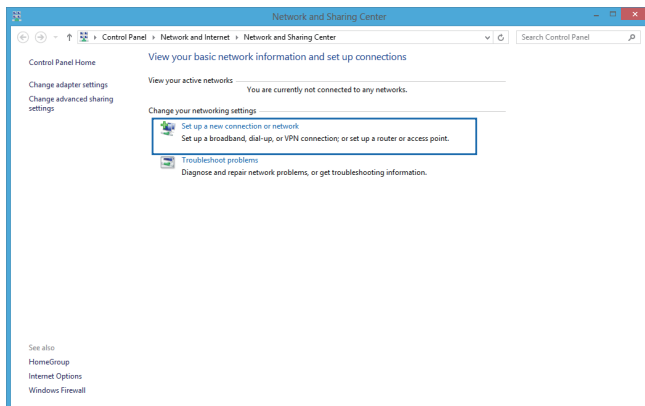 Network and Sharing Center
Control Panel › Network and Internet › Network and Sharing Center
Search Control Panel
Control Panel Home
Change adapter settings
Change advanced sharing
settings
View your basic network information and set up connections
View your active networks
You are currently not connected to any networks.
Change your networking settings
Set up a new connection or network
Set up a broadband, dial-up, or VPN connection; or set up a router or access point.
Troubleshoot problems
Diagnose and repair network problems, or get troubleshooting information.
See also
HomeGroup
Internet Options
Windows Firewall